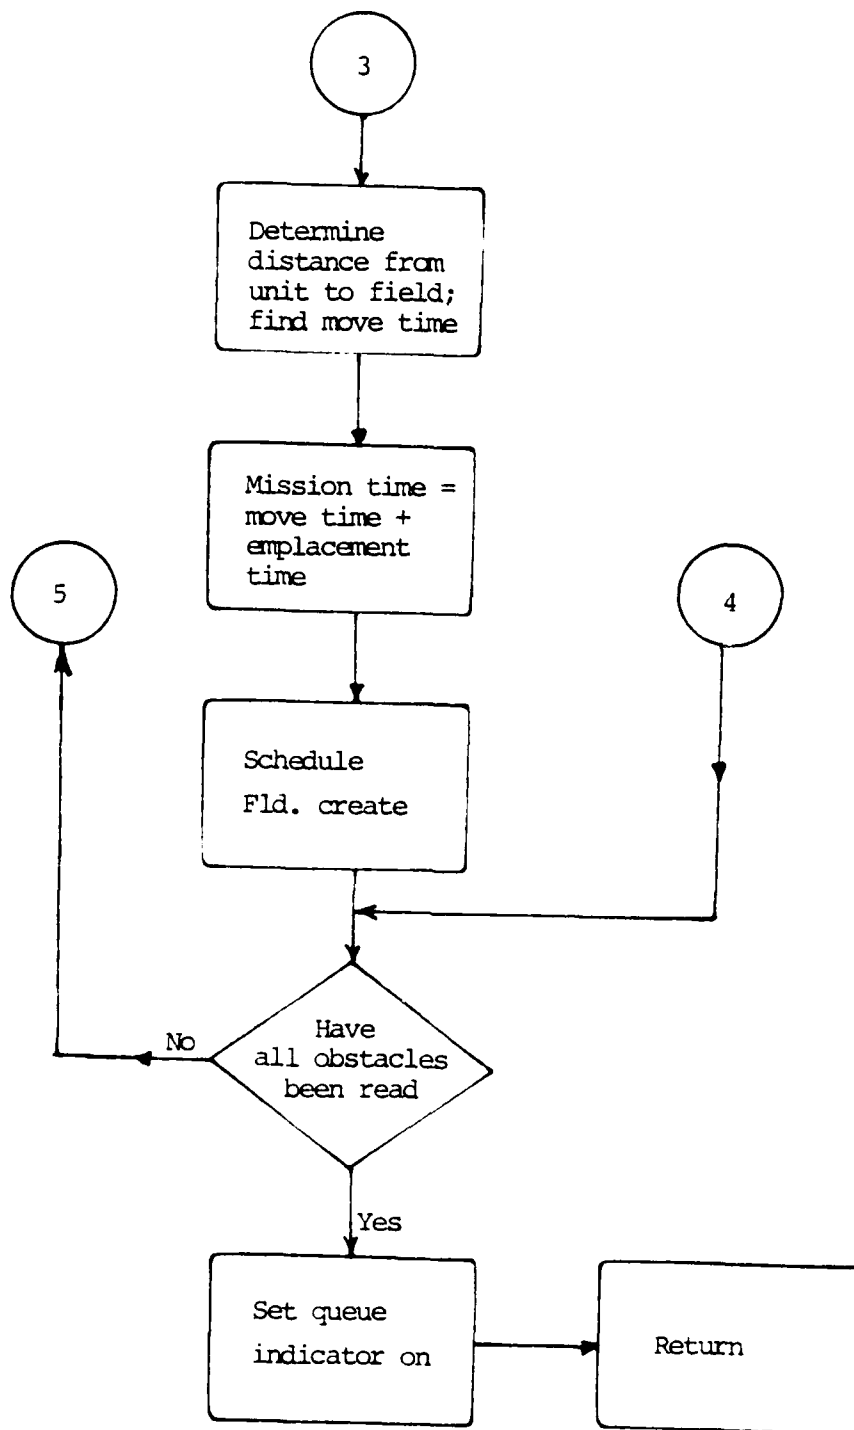 3
Determine
distance from
unit to field;
find move time
Mission time =
move time +
emplacement
time
5
4
Schedule
Fld. create
Have
all obstacles
been read
No
Yes
Set queue
indicator on
Return